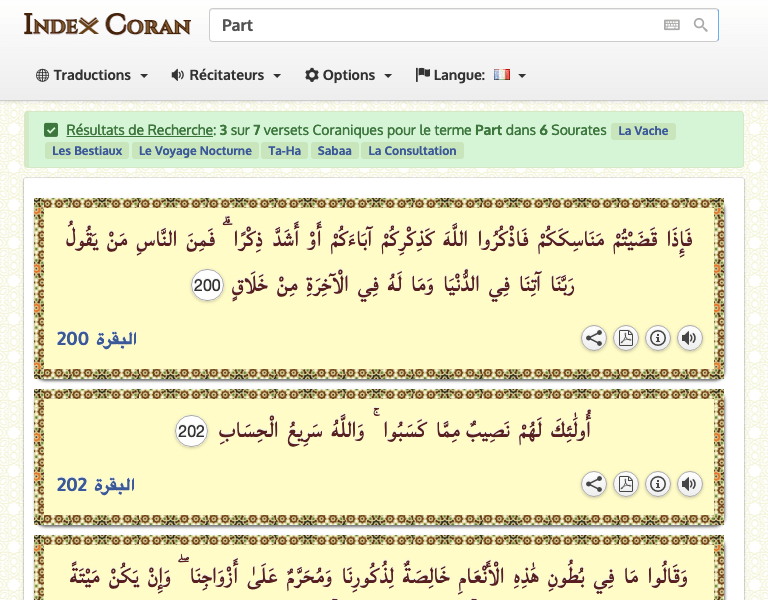 INDEX CORAN
Part
Traductions
Récitateurs
Options
Langue:
Résultats de Recherche: 3 sur 7 versets Coraniques pour le terme Part dans 6 Sourates La Vache
Les Bestiaux Le Voyage Nocturne Ta-Ha Sabaa La Consultation
فَإِذَا قَضَيْتُمْ مَنَاسِكَكُمْ فَاذْكُرُوا اللَّهَ كَذِكْرِكُمْ آبَاءَكُمْ أَوْ أَشَدَّ ذِكْرًا ۗ فَمِنَ النَّاسِ مَنْ يَقُولُ
رَبَّنَا آتِنَا فِي الدُّنْيَا وَمَا لَهُ فِي الْآخِرَةِ مِنْ خَلَاقٍ 200
البقرة 200
أُولَٰئِكَ لَهُمْ نَصِيبٌ مِمَّا كَسَبُوا ۚ وَاللَّهُ سَرِيعُ الْحِسَابِ 202
البقرة 202
وَقَالُوا مَا فِي بُطُونِ هَٰذِهِ الْأَنْعَامِ خَالِصَةٌ لِذُكُورِنَا وَمُحَرَّمٌ عَلَىٰ أَزْوَاجِنَا ۖ وَإِنْ يَكُنْ مَيْتَةً